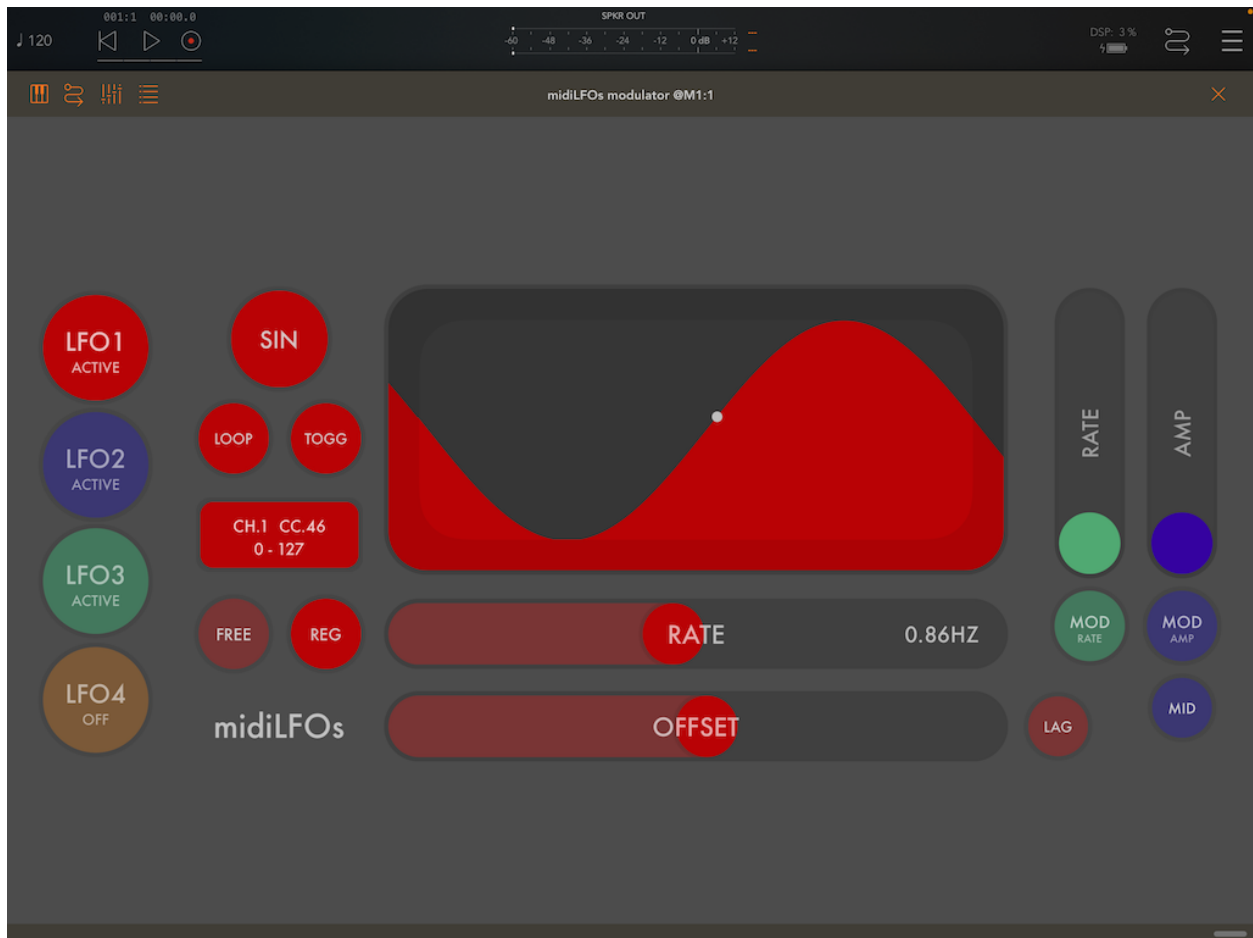 001:1 00:00.0
SPKR OUT
120
-60 -48 -36 -24 -12 0 dB +12
DSP: 3 %
midiLFOs modulator @M1:1
LFO1
ACTIVE
SIN
LFO2
ACTIVE
LOOP
TOGG
RATE
AMP
CH.1 CC.46
0 - 127
LFO3
ACTIVE
FREE
REG
RATE
0.86HZ
MOD
RATE
MOD
AMP
LFO4
OFF
midiLFOs
OFFSET
LAG
MID